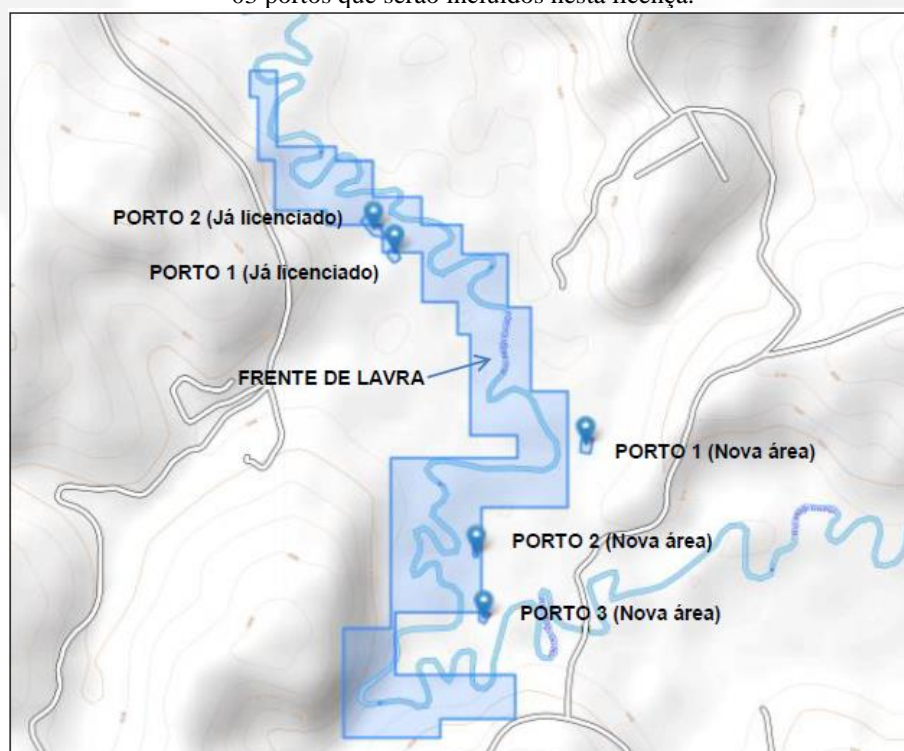 03 portos que serão incluídos nesta licença.
PORTO 2 (Já licenciado)
PORTO 1 (Já licenciado)
FRENTE DE LAVRA
PORTO 1 (Nova área)
PORTO 2 (Nova área)
PORTO 3 (Nova área)